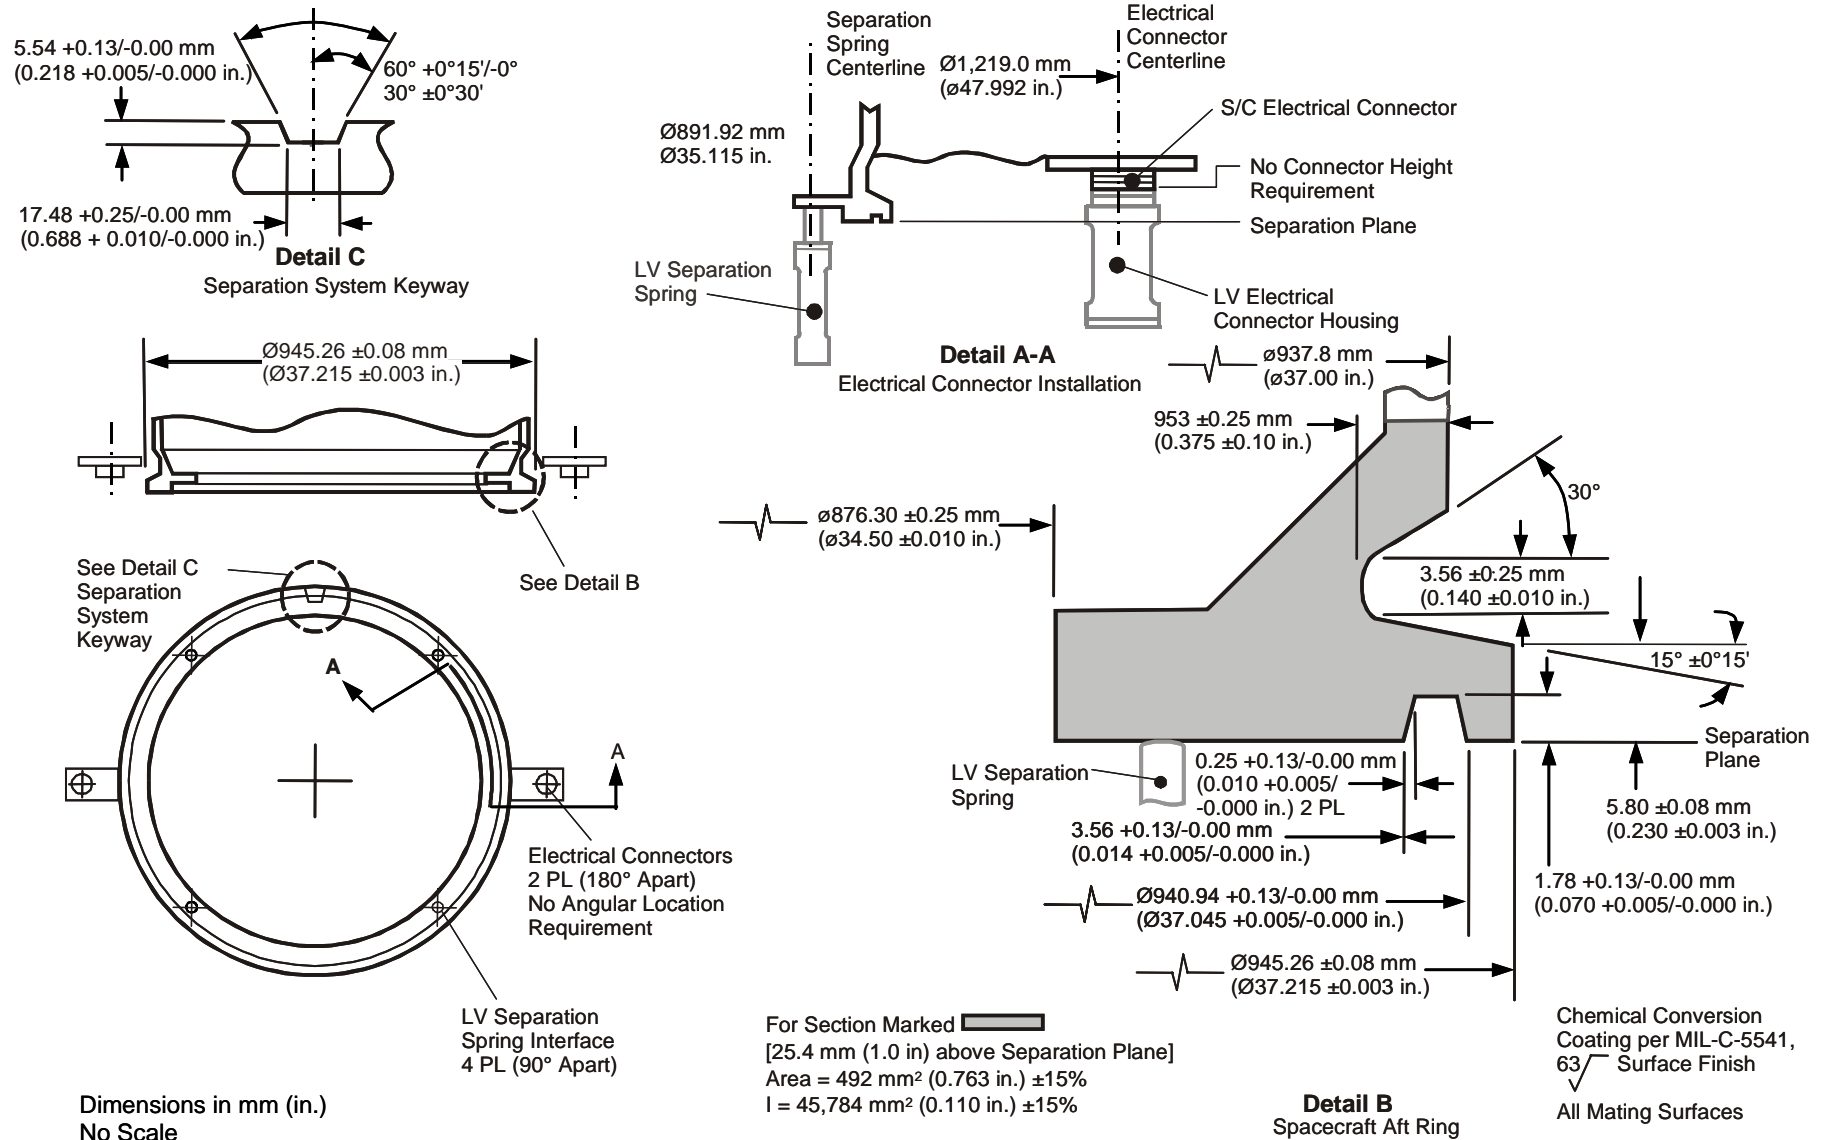 5.54 +0.13/-0.00 mm
(0.218 +0.005/-0.000 in.)
60° +0°15'/-0°
30° ±0°30'
17.48 +0.25/-0.00 mm
(0.688 + 0.010/-0.000 in.)
Detail C
Separation System Keyway
Separation
Spring
Centerline
Electrical
Connector
Centerline
Ø1,219.0 mm
(ø47.992 in.)
Ø891.92 mm
Ø35.115 in.
S/C Electrical Connector
No Connector Height
Requirement
Separation Plane
LV Separation
Spring
LV Electrical
Connector Housing
Detail A-A
Electrical Connector Installation
Ø945.26 ±0.08 mm
(Ø37.215 ±0.003 in.)
See Detail B
See Detail C
Separation
System
Keyway
A
A
Electrical Connectors
2 PL (180° Apart)
No Angular Location
Requirement
LV Separation
Spring Interface
4 PL (90° Apart)
Dimensions in mm (in.)
No Scale
ø937.8 mm
(ø37.00 in.)
953 ±0.25 mm
(0.375 ±0.10 in.)
30°
ø876.30 ±0.25 mm
(ø34.50 ±0.010 in.)
3.56 ±0.25 mm
(0.140 ±0.010 in.)
15° ±0°15'
Separation
Plane
LV Separation
Spring
0.25 +0.13/-0.00 mm
(0.010 +0.005/
-0.000 in.) 2 PL
3.56 +0.13/-0.00 mm
(0.014 +0.005/-0.000 in.)
5.80 ±0.08 mm
(0.230 ±0.003 in.)
1.78 +0.13/-0.00 mm
(0.070 +0.005/-0.000 in.)
Ø940.94 +0.13/-0.00 mm
(Ø37.045 +0.005/-0.000 in.)
Ø945.26 ±0.08 mm
(Ø37.215 ±0.003 in.)
For Section Marked
[25.4 mm (1.0 in) above Separation Plane]
Area = 492 mm² (0.763 in.) ±15%
I = 45,784 mm² (0.110 in.) ±15%
Chemical Conversion
Coating per MIL-C-5541,
63 Surface Finish
All Mating Surfaces
Detail B
Spacecraft Aft Ring